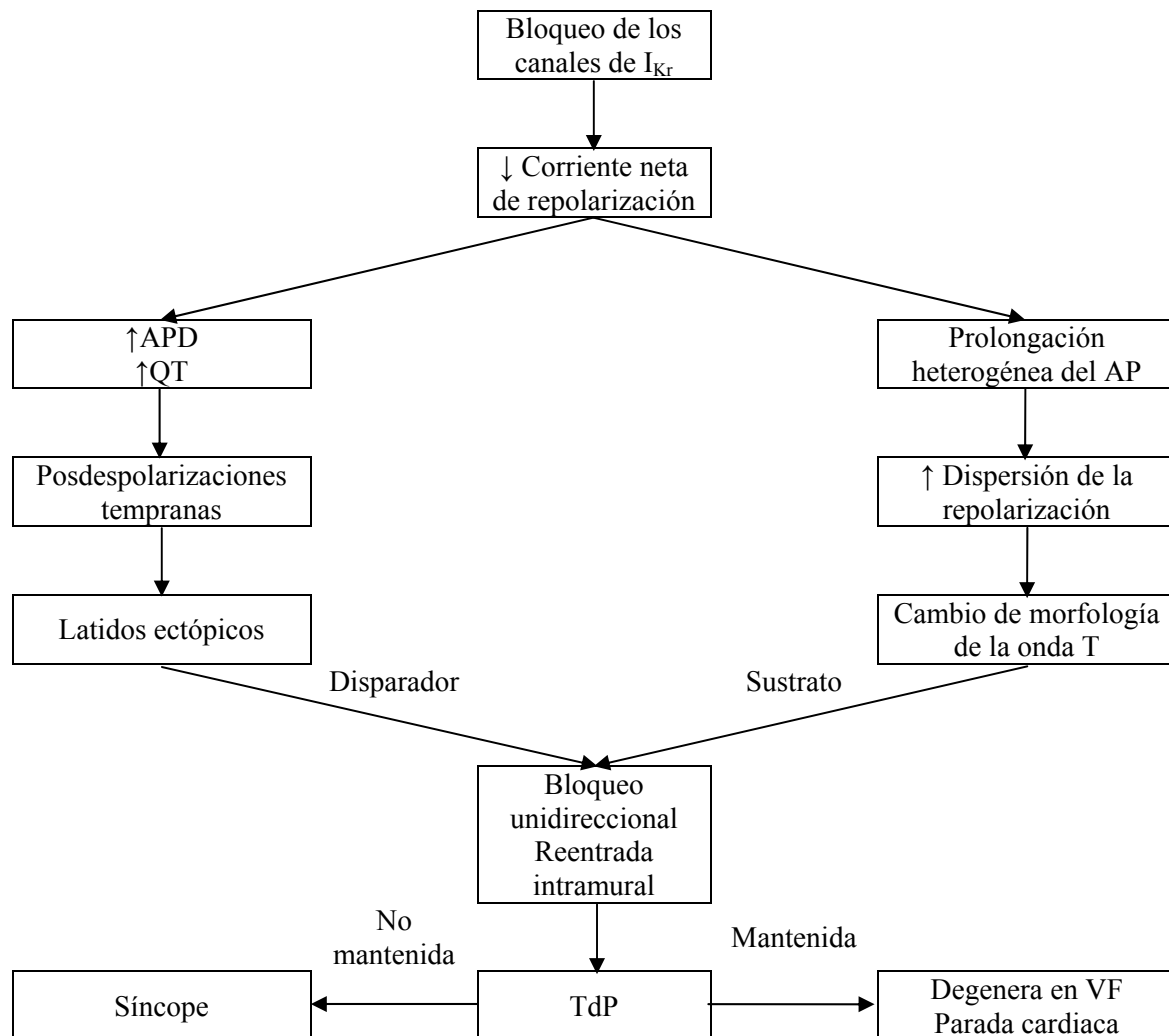 Bloqueo de los
canales de I_Kr
↓ Corriente neta
de repolarización
↑APD
↑QT
Prolongación
heterogénea del AP
Posdespolarizaciones
tempranas
↑ Dispersión de la
repolarización
Latidos ectópicos
Cambio de morfología
de la onda T
Disparador
Sustrato
Bloqueo
unidireccional
Reentrada
intramural
No
mantenida
Mantenida
Síncope
TdP
Degenera en VF
Parada cardiaca